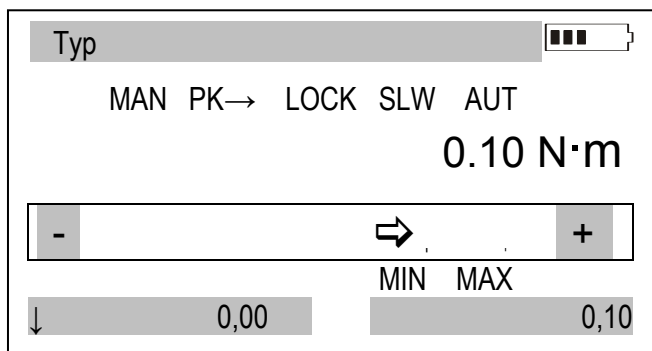 Typ
MAN PK→ LOCK SLW AUT
0.10 N·m
- ⇨ +
MIN MAX
↓ 0,00 0,10